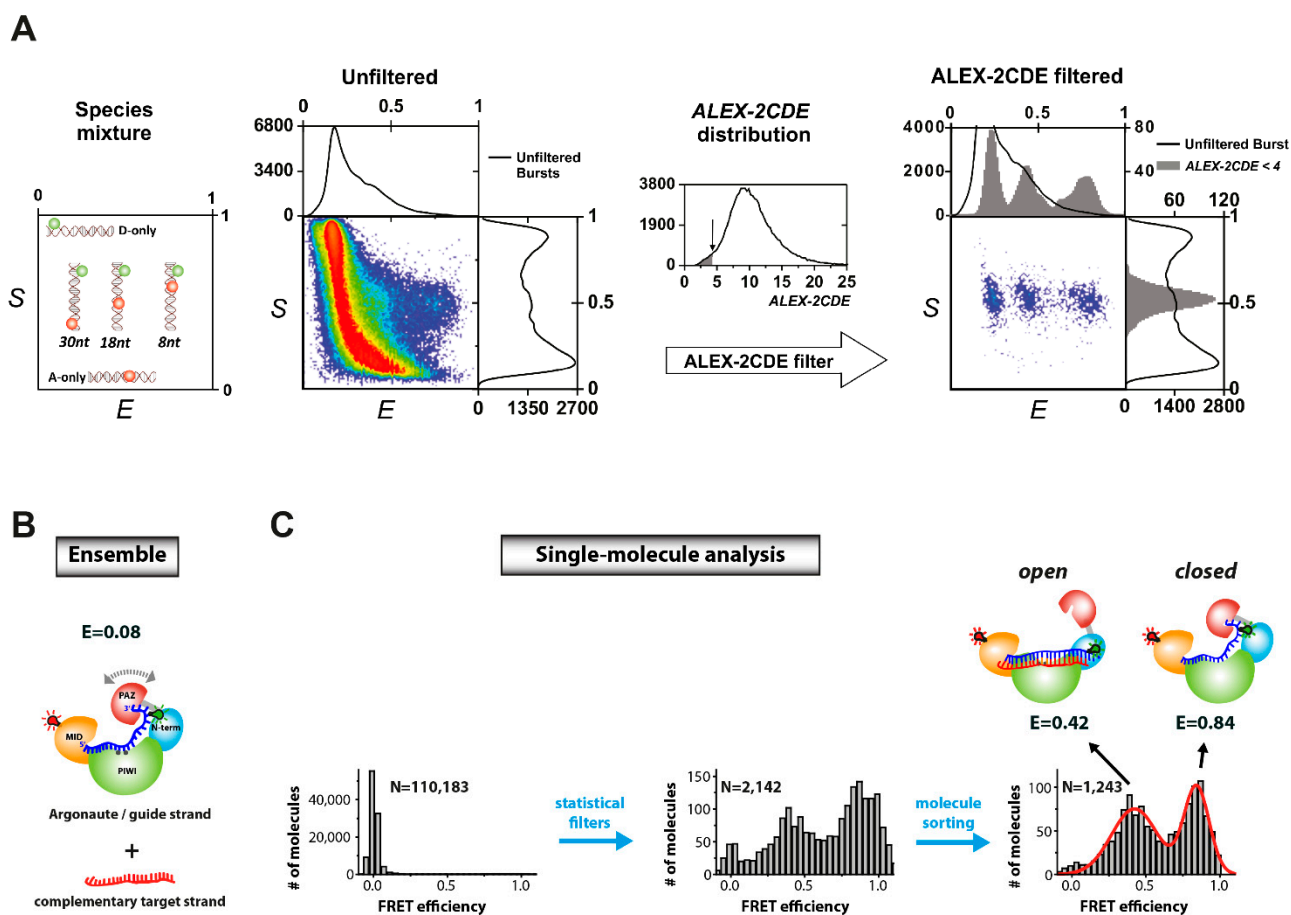 A
Species
mixture
0
1
D-only
30nt
18nt
8nt
A-only
S
E
1
0
Unfiltered
0
0.5
1
6800
3400
0
Unfiltered
Bursts
1
0.5
0
S
E
0
1350
2700
ALEX-2CDE
distribution
3800
1900
0
0
5
10
15
20
25
ALEX-2CDE
ALEX-2CDE filter
ALEX-2CDE filtered
0
0.5
1
4000
2000
0
80
40
Unfiltered Burst
ALEX-2CDE < 4
60
120
1
0.5
0
S
E
0
1400
2800
B
Ensemble
E=0.08
PAZ
3'
N-term
MID
5'
PIWI
Argonaute / guide strand
+
complementary target strand
C
Single-molecule analysis
open
closed
E=0.42
E=0.84
N=110,183
40,000
20,000
0
# of molecules
0.0
0.5
1.0
FRET efficiency
statistical
filters
N=2,142
150
100
50
0
# of molecules
0.0
0.5
1.0
FRET efficiency
molecule
sorting
N=1,243
100
50
0
# of molecules
0.0
0.5
1.0
FRET efficiency